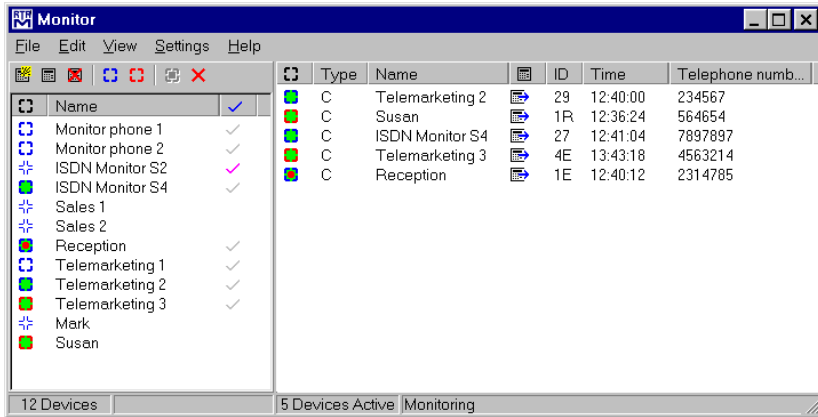 RTR M Monitor
File Edit View Settings Help
Name
Monitor phone 1
Monitor phone 2
ISDN Monitor S2
ISDN Monitor S4
Sales 1
Sales 2
Reception
Telemarketing 1
Telemarketing 2
Telemarketing 3
Mark
Susan
12 Devices
Type Name ID Time Telephone numb...
C Telemarketing 2 29 12:40:00 234567
C Susan 1R 12:36:24 564654
C ISDN Monitor S4 27 12:41:04 7897897
C Telemarketing 3 4E 13:43:18 4563214
C Reception 1E 12:40:12 2314785
5 Devices Active Monitoring